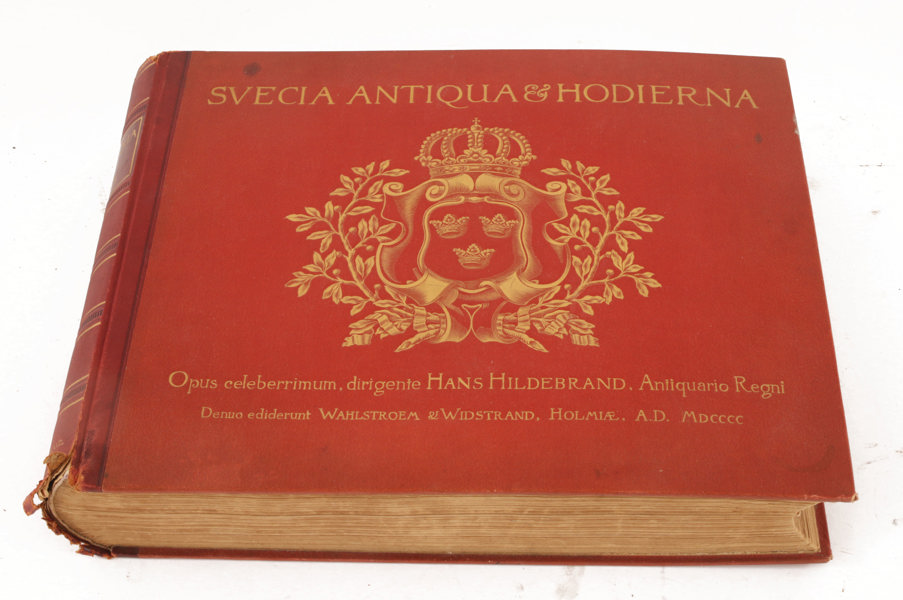 SVECIA ANTIQUA & HODIERNA
Opus celeberrimum, dirigente HANS HILDEBRAND, Antiquario Regni
Denuo ediderunt WAHLSTROEM & WIDSTRAND, HOLMIÆ. A.D. MDCCCC